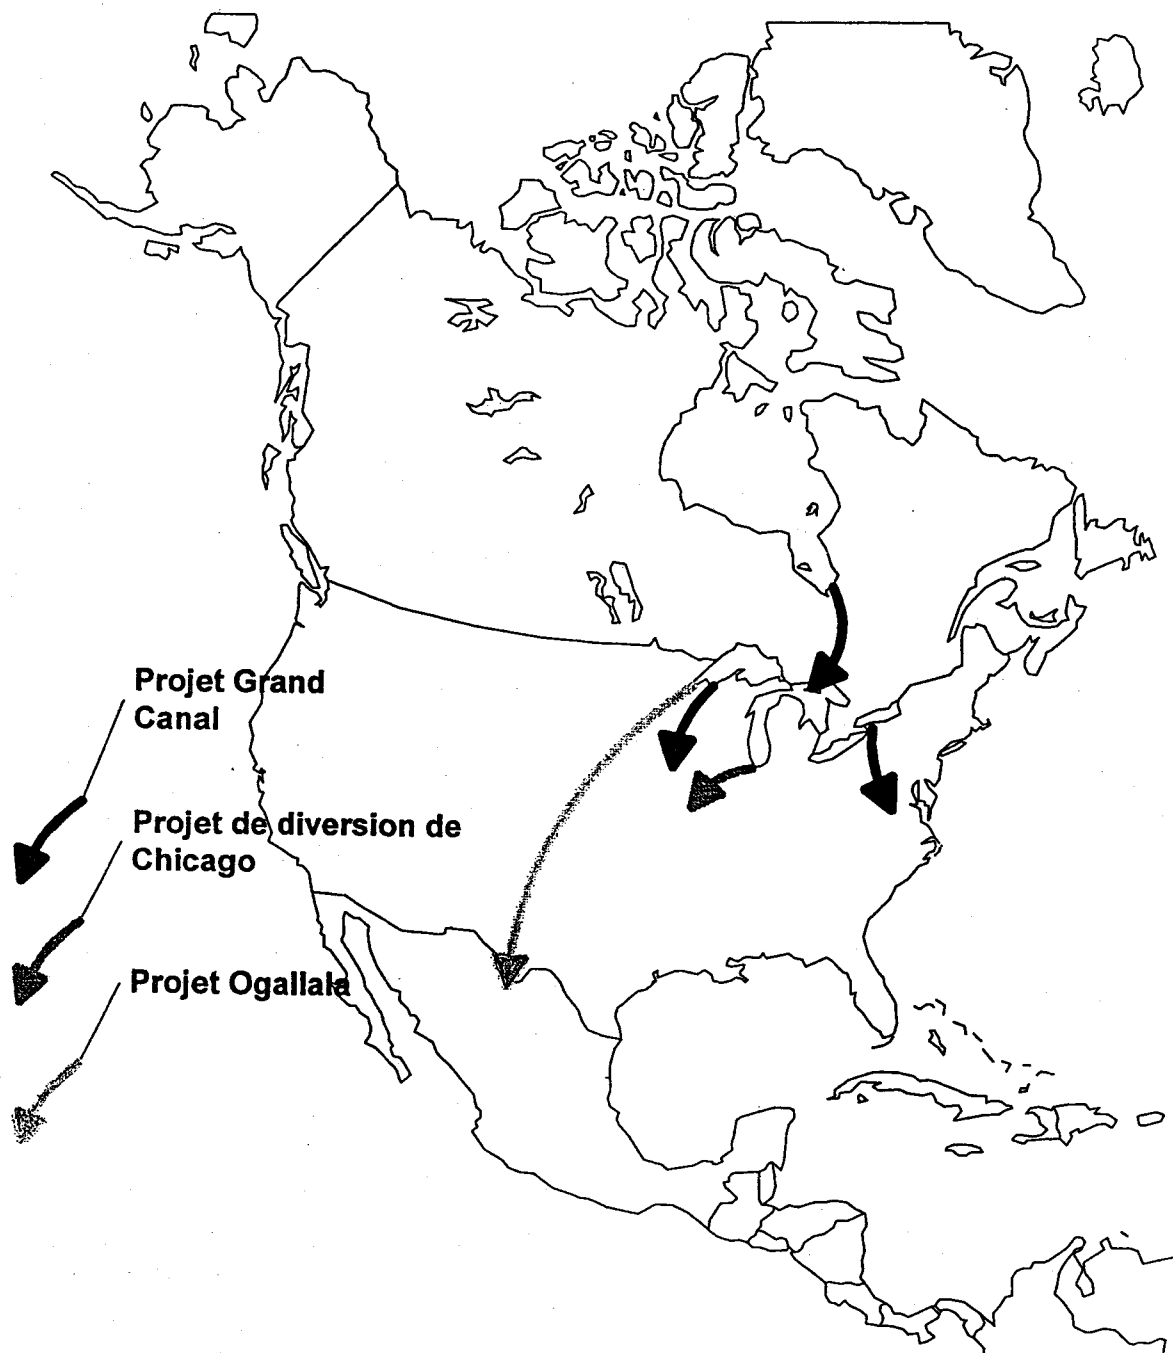 Projet Grand
Canal
Projet de diversion de
Chicago
Projet Ogallala